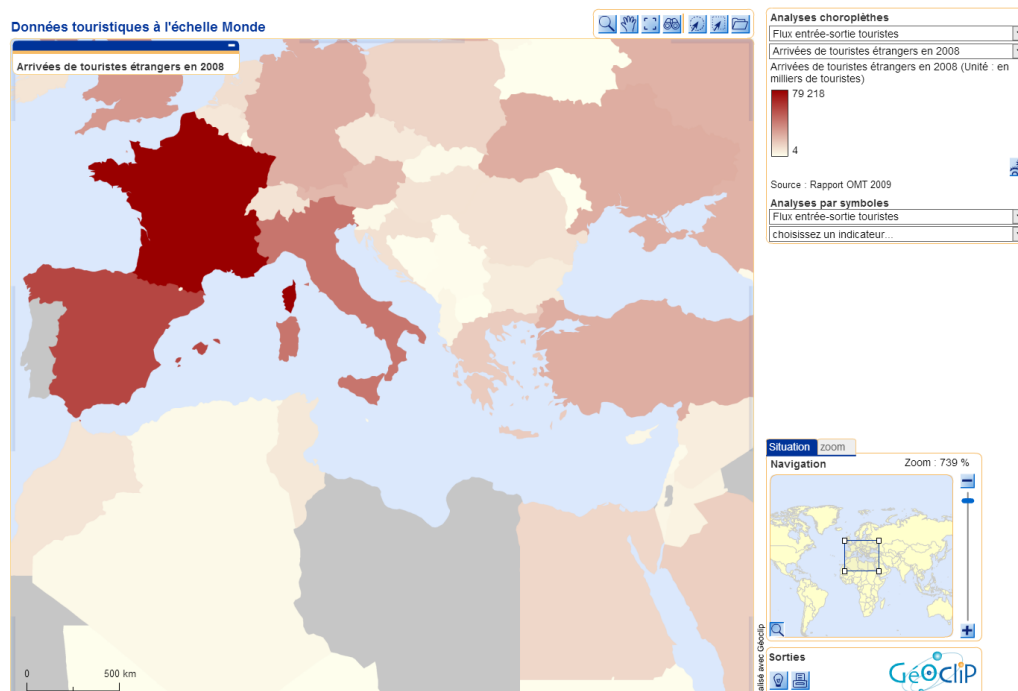 Données touristiques à l'échelle Monde
Arrivées de touristes étrangers en 2008
0 500 km
Analyses choroplèthes
Flux entrée-sortie touristes
Arrivées de touristes étrangers en 2008
Arrivées de touristes étrangers en 2008 (Unité : en
milliers de touristes)
79 218
4
Source : Rapport OMT 2009
Analyses par symboles
Flux entrée-sortie touristes
choisissez un indicateur...
Situation zoom
Navigation Zoom : 739 %
alisé avec Géoclip
Sorties
GéOcliP